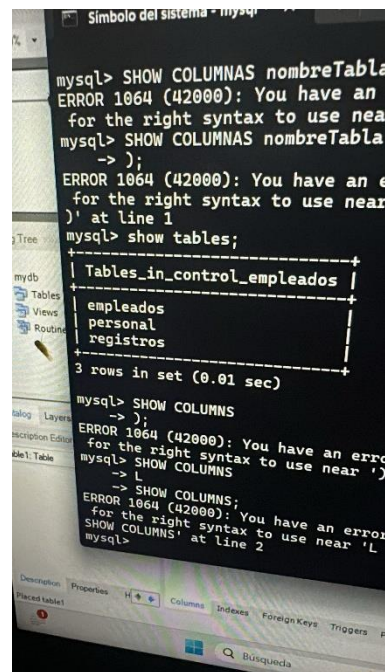 Símbolo del sistema - mysql
mysql> SHOW COLUMNAS nombreTabla
ERROR 1064 (42000): You have an
for the right syntax to use nea
mysql> SHOW COLUMNAS nombreTabla
-> );
ERROR 1064 (42000): You have an e
for the right syntax to use near
)' at line 1
mysql> show tables;
Tree
| Tables_in_control_empleados |
mydb
Tables
Views
Routine
| empleados |
| personal |
| registros |
3 rows in set (0.01 sec)
mysql> SHOW COLUMNS
-> );
ERROR 1064 (42000): You have an erro
for the right syntax to use near ')
mysql> SHOW COLUMNS
-> L
-> SHOW COLUMNS;
ERROR 1064 (42000): You have an error
for the right syntax to use near 'L
SHOW COLUMNS' at line 2
mysql>
talog Layers
escription Editor
ble1: Table
Description Properties H Columns Indexes Foreign Keys Triggers P
Placed table1
Búsqueda